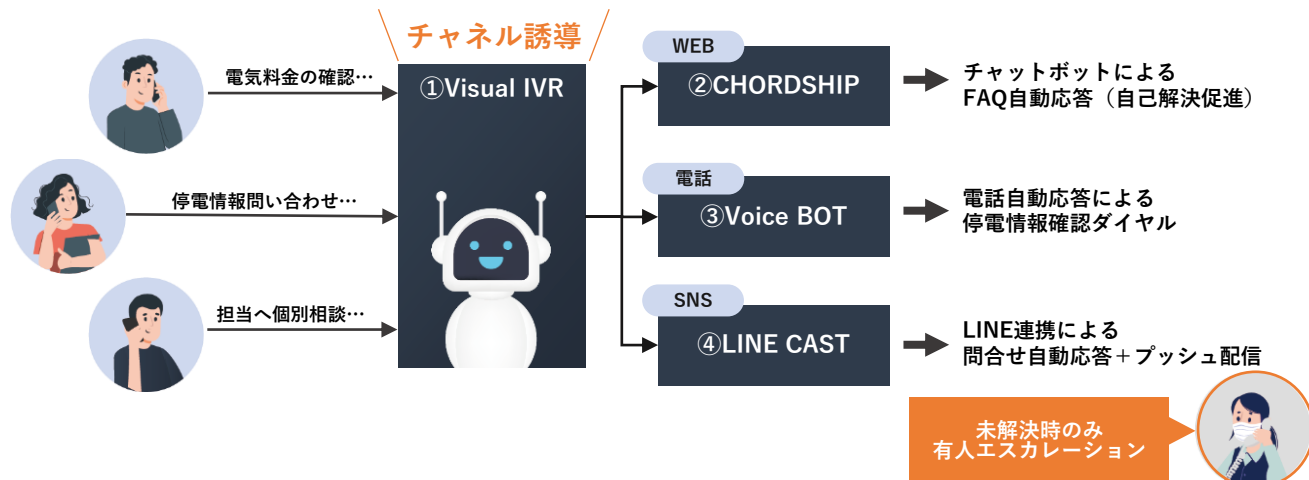 チャネル誘導
電気料金の確認…
停電情報問い合わせ…
担当へ個別相談…
①Visual IVR
WEB
②CHORDSHIP
チャットボットによる
FAQ自動応答（自己解決促進）
電話
③Voice BOT
電話自動応答による
停電情報確認ダイヤル
SNS
④LINE CAST
LINE連携による
問合せ自動応答＋プッシュ配信
未解決時のみ
有人エスカレーション